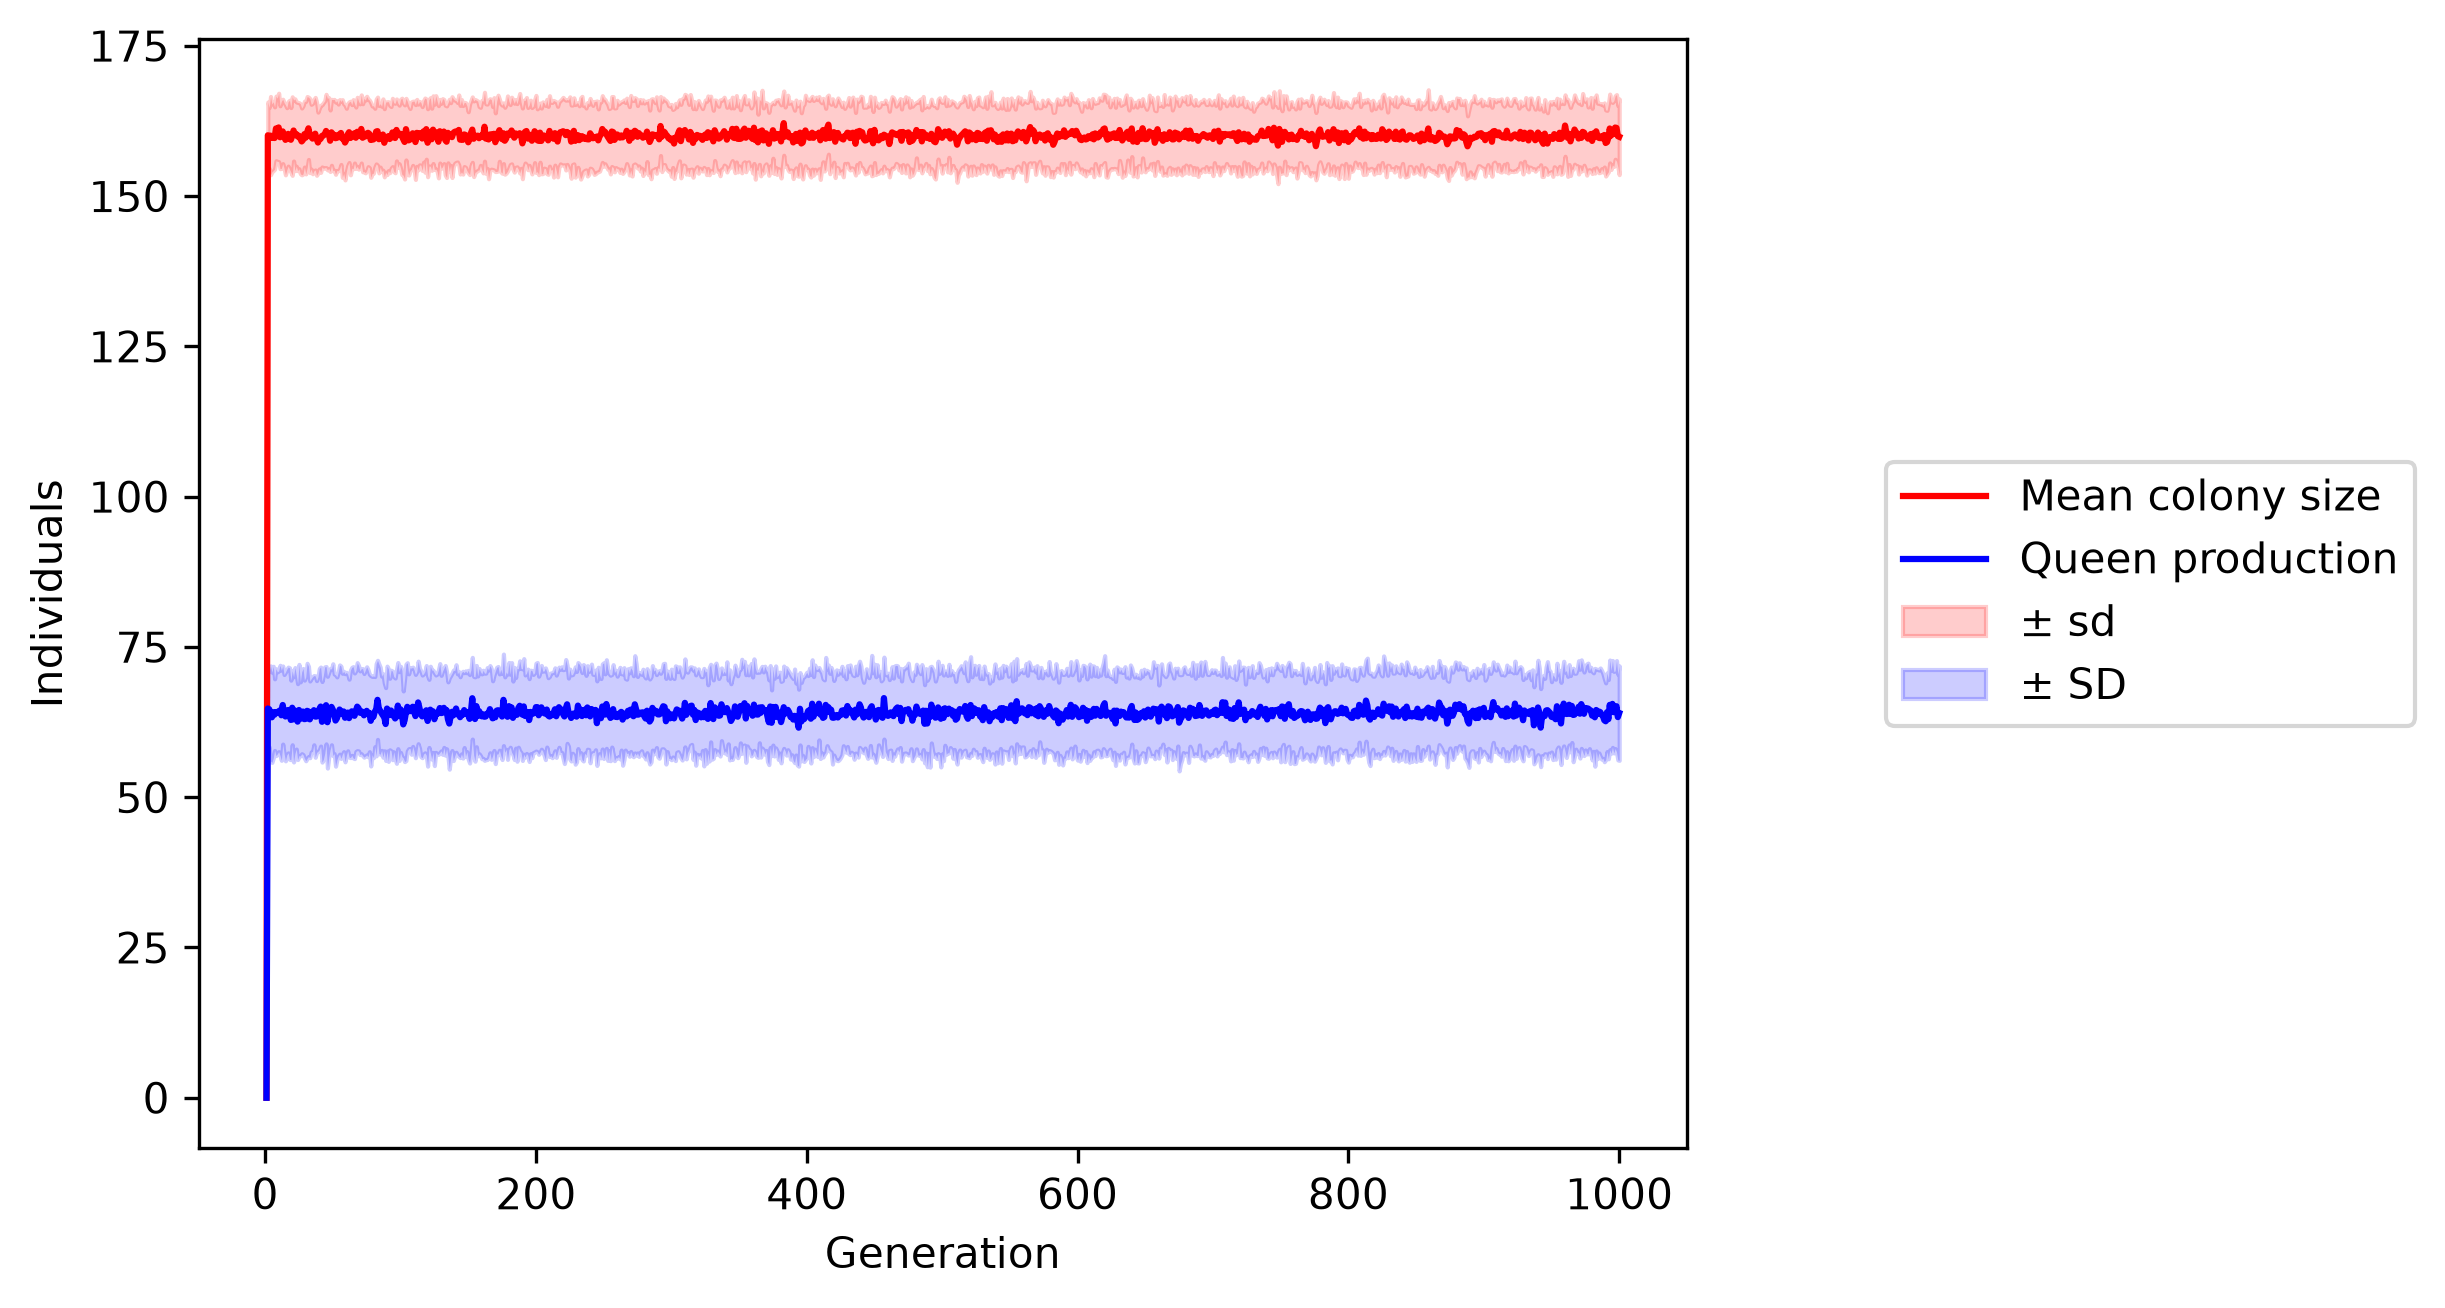 175
150
125
100
75
50
25
0
Individuals
0 200 400 600 800 1000
Generation
Mean colony size
Queen production
± sd
± SD